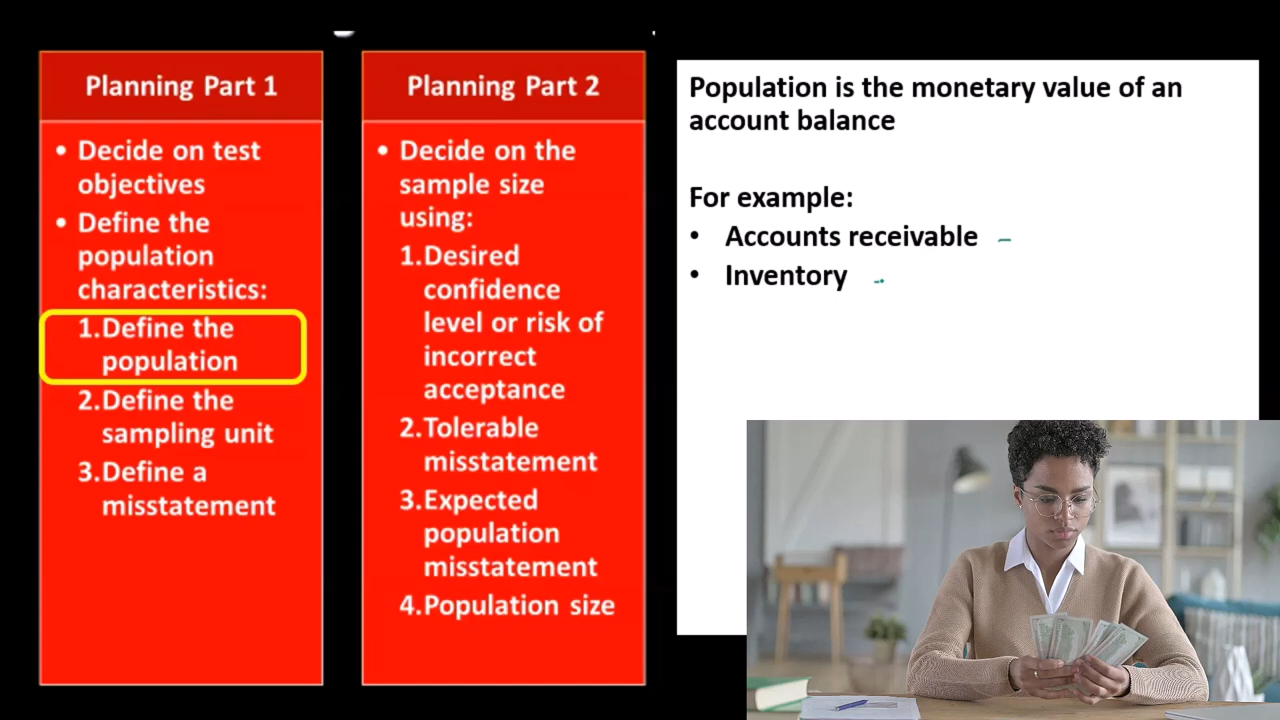 Planning Part 1
• Decide on test
objectives
• Define the
population
characteristics:
1.Define the
population
2.Define the
sampling unit
3.Define a
misstatement
Planning Part 2
• Decide on the
sample size
using:
1.Desired
confidence
level or risk of
incorrect
acceptance
2.Tolerable
misstatement
3.Expected
population
misstatement
4.Population size
Population is the monetary value of an
account balance
For example:
• Accounts receivable
• Inventory